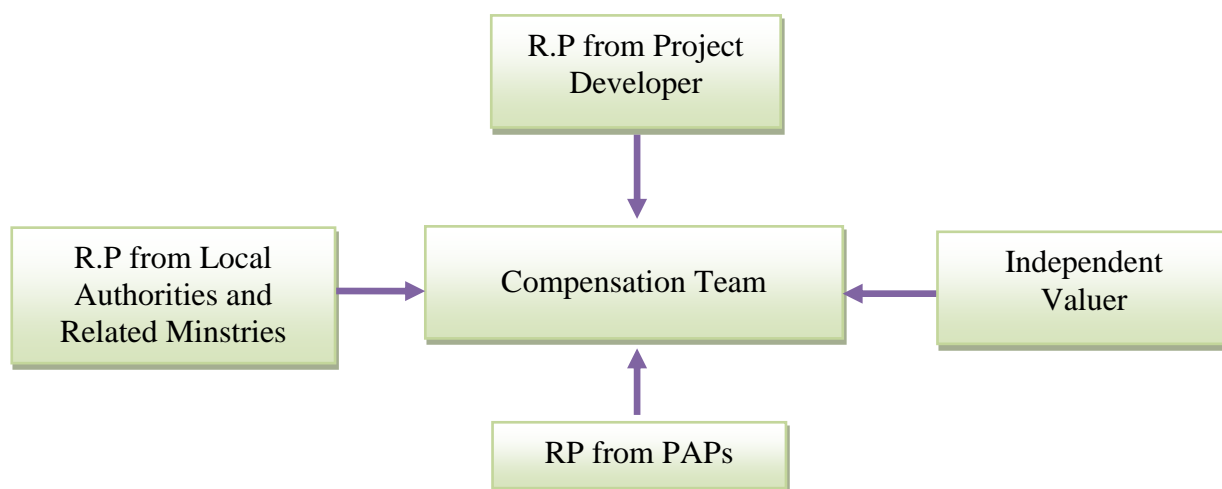 R.P from Project
Developer
R.P from Local
Authorities and
Related Minstries
Compensation Team
Independent
Valuer
RP from PAPs